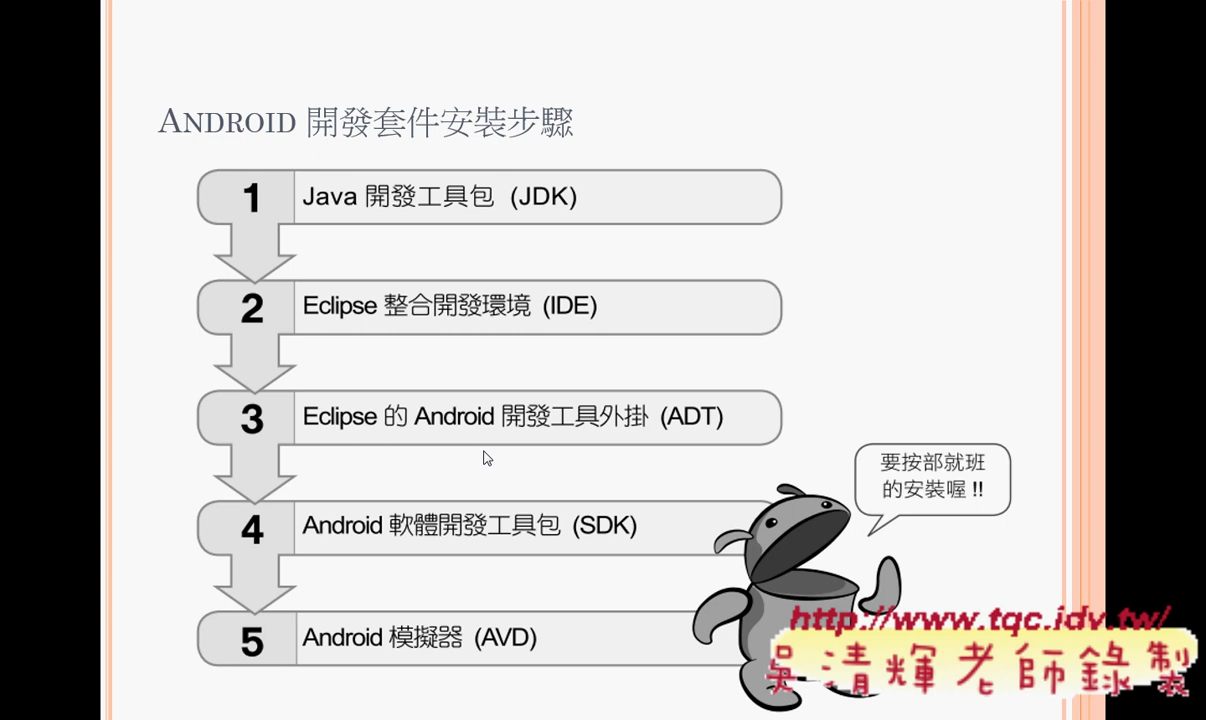 ANDROID 開發套件安裝步驟
1 Java 開發工具包 (JDK)
2 Eclipse 整合開發環境 (IDE)
3 Eclipse 的 Android 開發工具外掛 (ADT)
要按部就班
的安裝喔 !!
4 Android 軟體開發工具包 (SDK)
5 Android 模擬器 (AVD)
http://www.tqc.idv.tw/
吳清輝老師錄製